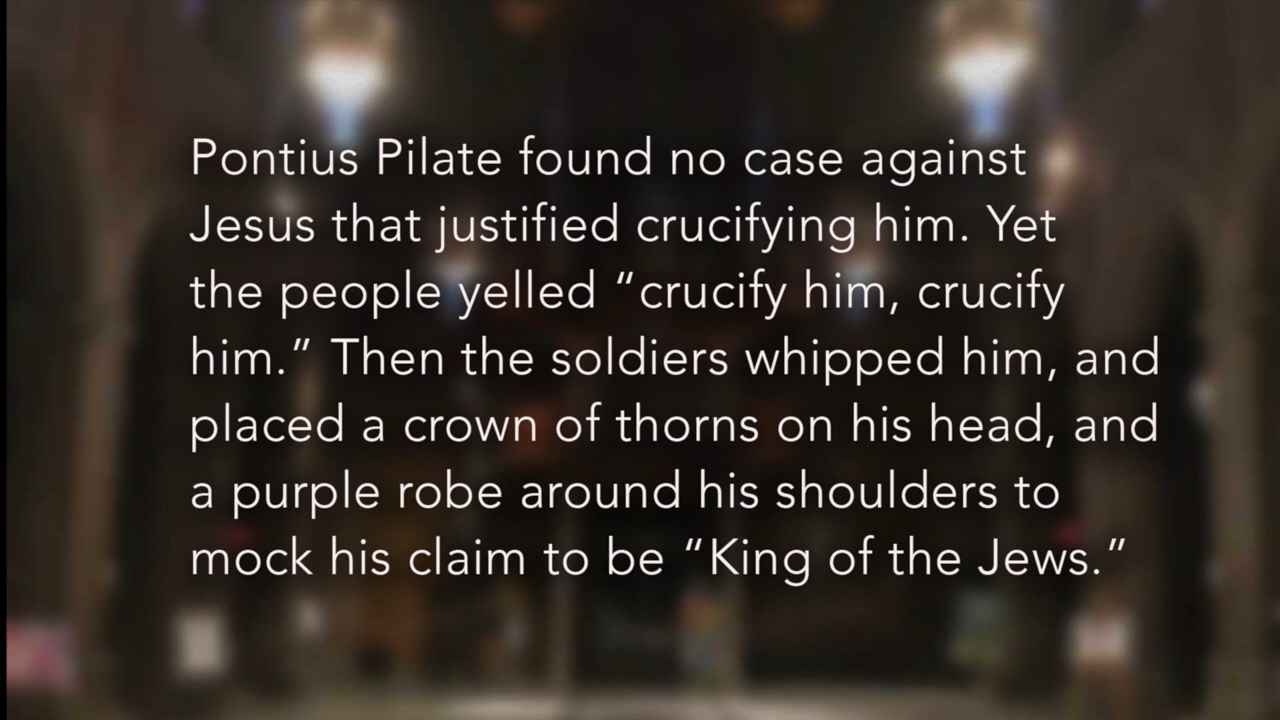 Pontius Pilate found no case against
Jesus that justified crucifying him. Yet
the people yelled “crucify him, crucify
him.” Then the soldiers whipped him, and
placed a crown of thorns on his head, and
a purple robe around his shoulders to
mock his claim to be “King of the Jews.”